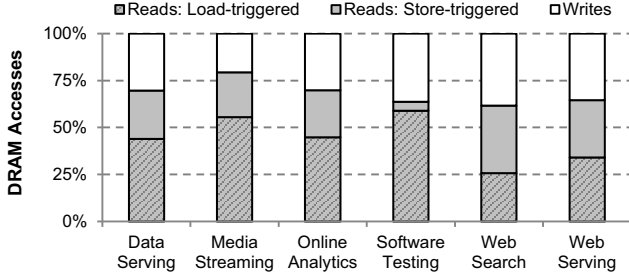 Reads: Load-triggered Reads: Store-triggered Writes
100%
75%
50%
25%
0%
DRAM Accesses
Data Serving
Media Streaming
Online Analytics
Software Testing
Web Search
Web Serving